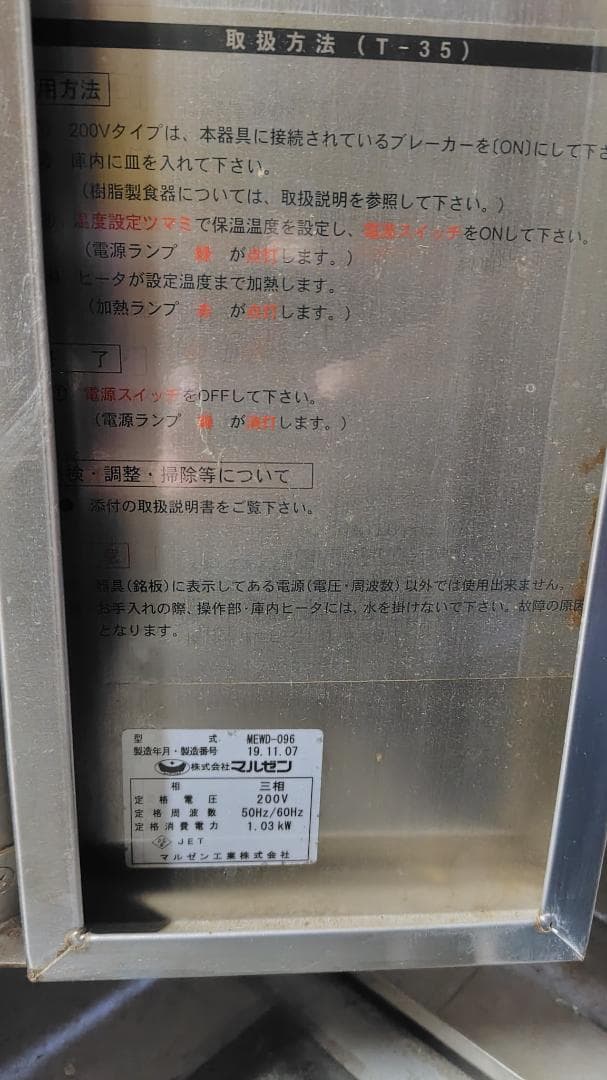 取扱方法(T-35)
用方法
200Vタイプは、本器具に接続されているブレーカーを〔ON〕にして下さ
庫内に皿を入れて下さい。
(樹脂製食器については、取扱説明を参照して下さい。)
温度設定ツマミで保温温度を設定し、電源スイッチをONして下さい。
(電源ランプ 緑 が点灯します。)
ヒータが設定温度まで加熱します。
(加熱ランプ 赤 が点灯します。)
了
① 電源スイッチをOFFして下さい。
(電源ランプ 緑 が消灯します。)
検・調整・掃除等について
● 添付の取扱説明書をご覧下さい。
器具(銘板)に表示してある電源(電圧・周波数)以外では使用出来ません。
お手入れの際、操作部・庫内ヒータには、水を掛けないで下さい。故障の原因
となります。
型式 MEWD-096
製造年月・製造番号 19.11.07
株式会社マルゼン
相 三相
定格電圧 200V
定格周波数 50Hz/60Hz
定格消費電力 1.03kW
JET
マルゼン工業株式会社